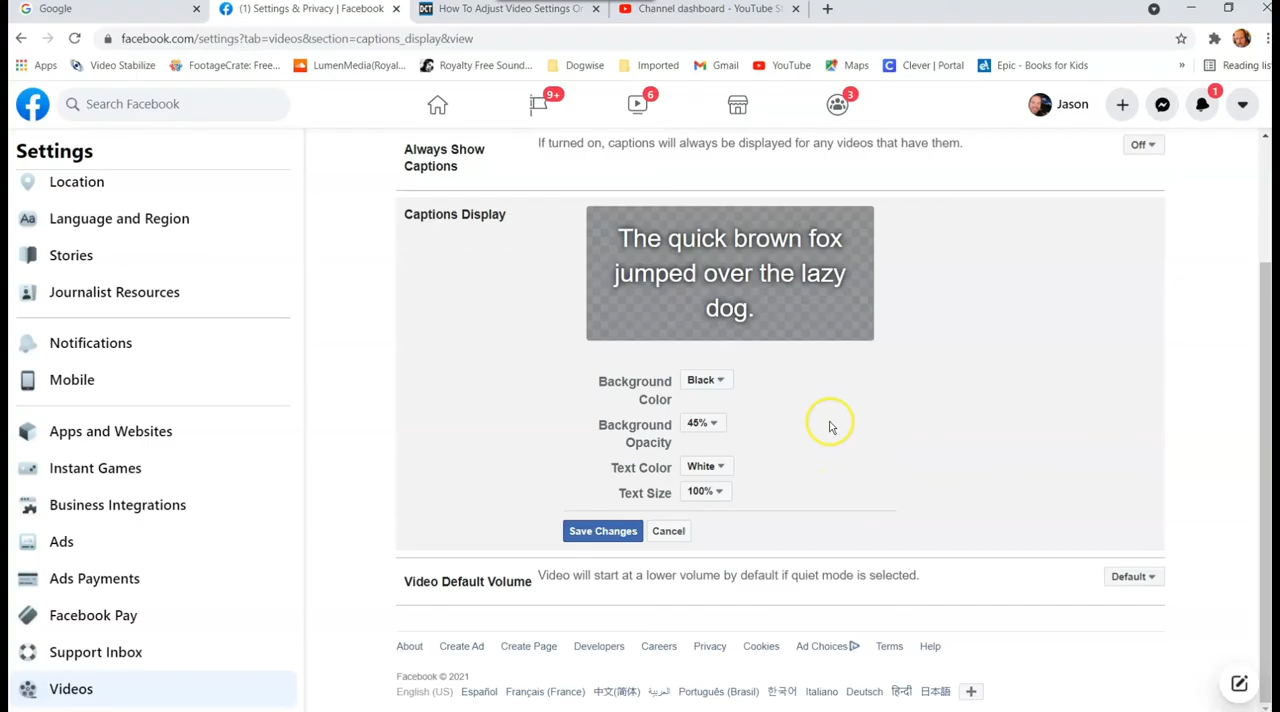 Google
(1) Settings & Privacy | Facebook
How To Adjust Video Settings On
Channel dashboard - YouTube S
facebook.com/settings?tab=videos&section=captions_display&view
Apps
Video Stabilize
FootageCrate: Free...
LumenMedia(Royal...
Royalty Free Sound...
Dogwise
Imported
Gmail
YouTube
Maps
Clever | Portal
Epic - Books for Kids
»
Reading list
Search Facebook
9+
6
3
Jason
1
Settings
Location
Language and Region
Stories
Journalist Resources
Notifications
Mobile
Apps and Websites
Instant Games
Business Integrations
Ads
Ads Payments
Facebook Pay
Support Inbox
Videos
Always Show
Captions
If turned on, captions will always be displayed for any videos that have them.
Off
Captions Display
The quick brown fox
jumped over the lazy
dog.
Background
Color
Black
Background
Opacity
45%
Text Color
White
Text Size
100%
Save Changes
Cancel
Video Default Volume
Video will start at a lower volume by default if quiet mode is selected.
Default
About
Create Ad
Create Page
Developers
Careers
Privacy
Cookies
Ad Choices
Terms
Help
Facebook © 2021
English (US)
Español
Français (France)
中文(简体)
العربية
Português (Brasil)
한국어
Italiano
Deutsch
हिन्दी
日本語